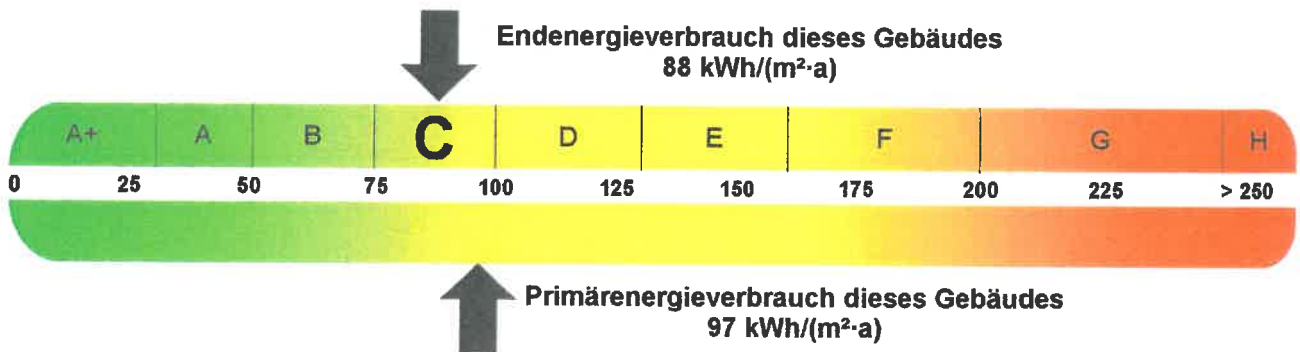 Endenergieverbrauch dieses Gebäudes
88 kWh/(m²·a)
A+ A B C D E F G H
0 25 50 75 100 125 150 175 200 225 > 250
Primärenergieverbrauch dieses Gebäudes
97 kWh/(m²·a)